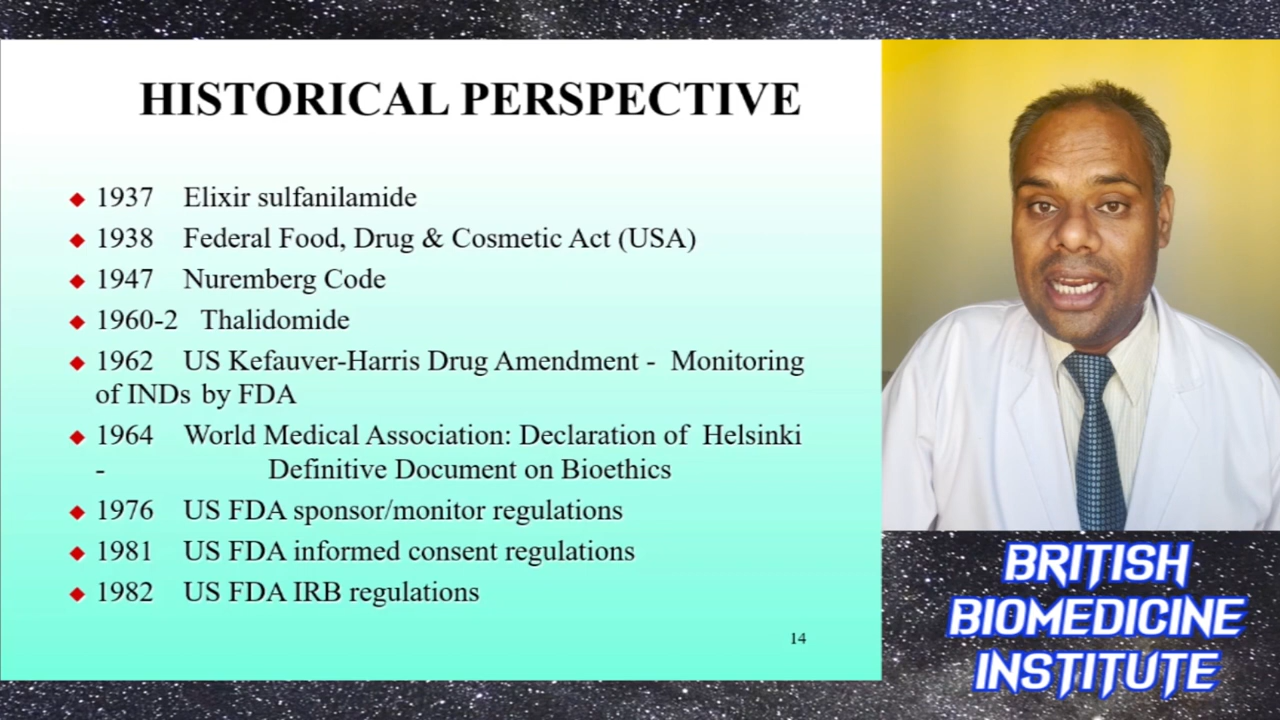 HISTORICAL PERSPECTIVE
◆ 1937 Elixir sulfanilamide
◆ 1938 Federal Food, Drug & Cosmetic Act (USA)
◆ 1947 Nuremberg Code
◆ 1960-2 Thalidomide
◆ 1962 US Kefauver-Harris Drug Amendment - Monitoring
of INDs by FDA
◆ 1964 World Medical Association: Declaration of Helsinki
- Definitive Document on Bioethics
◆ 1976 US FDA sponsor/monitor regulations
◆ 1981 US FDA informed consent regulations
◆ 1982 US FDA IRB regulations
14
BRITISH
BIOMEDICINE
INSTITUTE